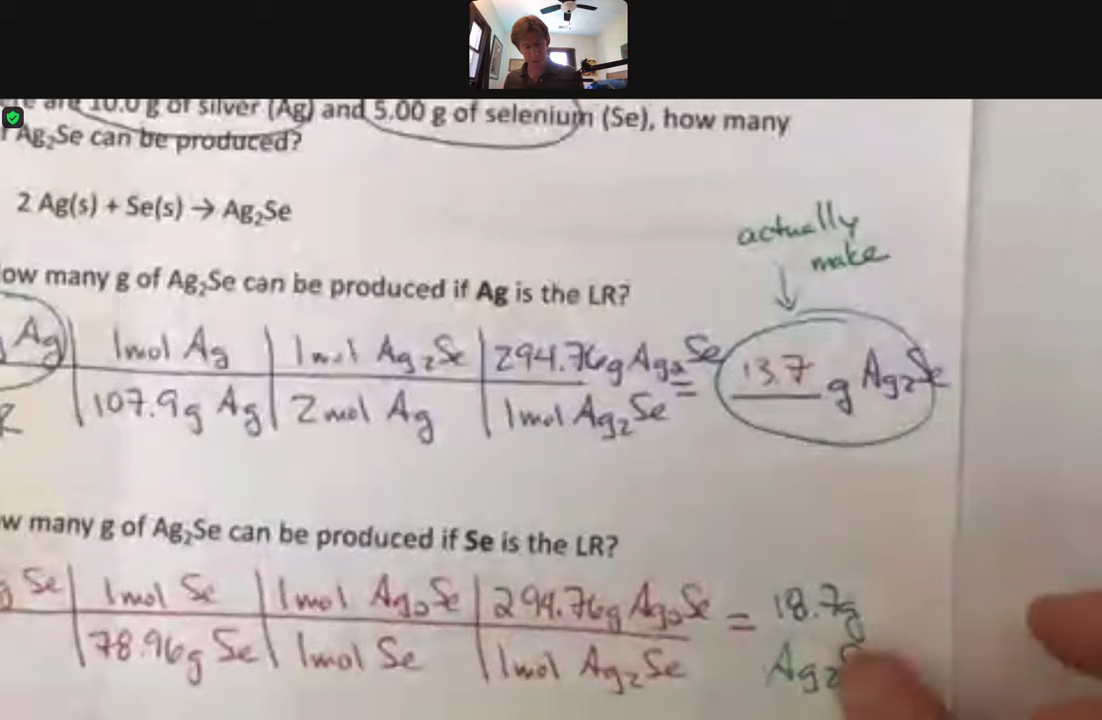 are 10.0 g of silver (Ag) and 5.00 g of selenium (Se), how many
Ag₂Se can be produced?
2 Ag(s) + Se(s) → Ag₂Se
actually
make
ow many g of Ag₂Se can be produced if Ag is the LR?
Ag | 1mol Ag | 1mol Ag₂Se | 294.76g Ag₂Se = 13.7 g Ag₂Se
107.9g Ag | 2mol Ag | 1mol Ag₂Se
w many g of Ag₂Se can be produced if Se is the LR?
g Se | 1mol Se | 1mol Ag₂Se | 294.76g Ag₂Se = 18.7g
78.96g Se | 1mol Se | 1mol Ag₂Se Ag₂S